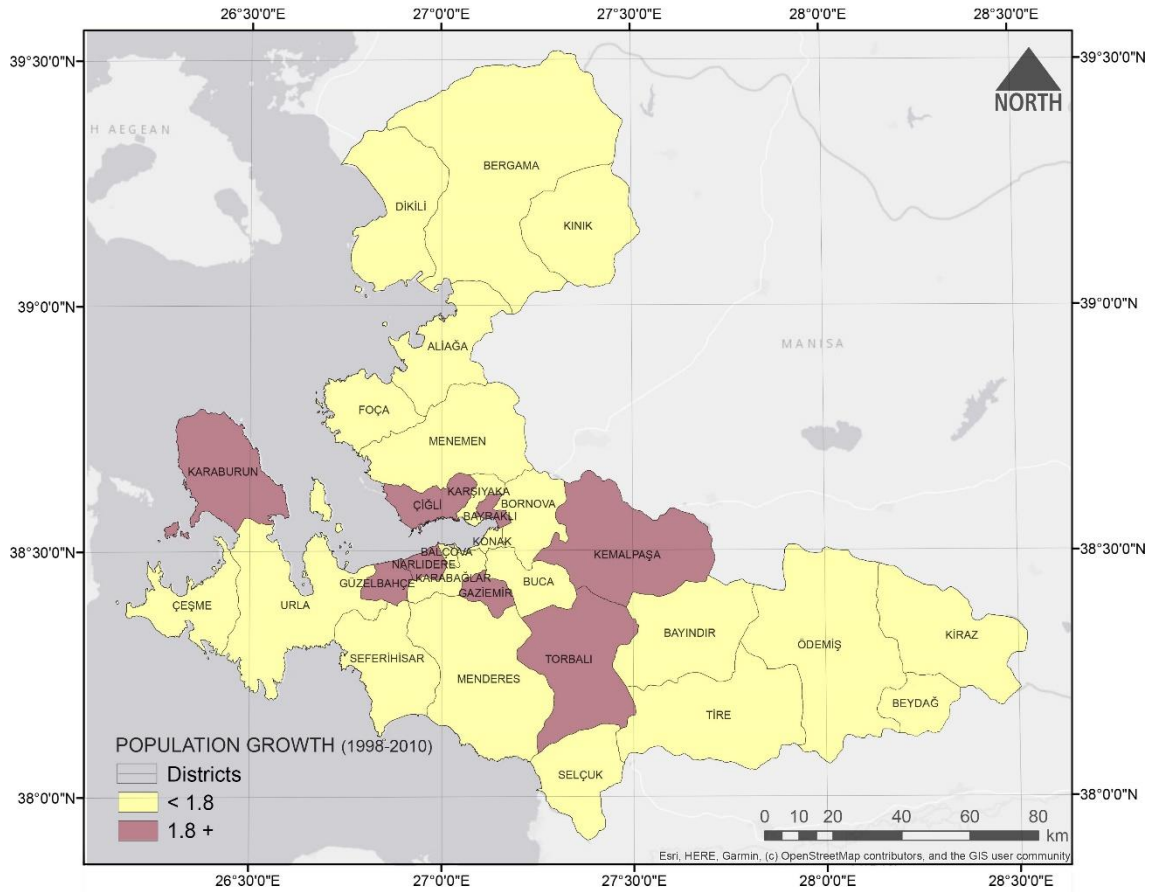 26°30'0"E 27°0'0"E 27°30'0"E 28°0'0"E 28°30'0"E
39°30'0"N 39°30'0"N
NORTH
H AEGEAN
BERGAMA
DİKİLİ
KINIK
39°0'0"N 39°0'0"N
ALİAĞA
MANISA
FOÇA
MENEMEN
KARABURUN
KARŞIYAKA
ÇİĞLİ
BORNOVA
BAYRAKLI
KONAK
38°30'0"N 38°30'0"N
BALÇOVA
KEMALPAŞA
NARLIDERE
GÜZELBAHÇE
KARABAĞLAR
BUCA
GAZİEMİR
ÇEŞME
URLA
BAYINDIR
KİRAZ
ÖDEMİŞ
SEFERİHİSAR
TORBALI
MENDERES
BEYDAĞ
TİRE
SELÇUK
POPULATION GROWTH (1998-2010)
Districts
< 1.8
1.8 +
38°0'0"N 38°0'0"N
0 10 20 40 60 80
km
Esri, HERE, Garmin, (c) OpenStreetMap contributors, and the GIS user community
26°30'0"E 27°0'0"E 27°30'0"E 28°0'0"E 28°30'0"E